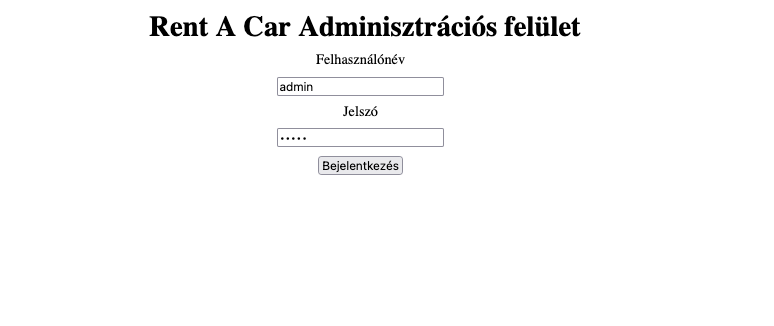 Rent A Car Adminisztrációs felület
Felhasználónév
admin
Jelszó
•••••
Bejelentkezés